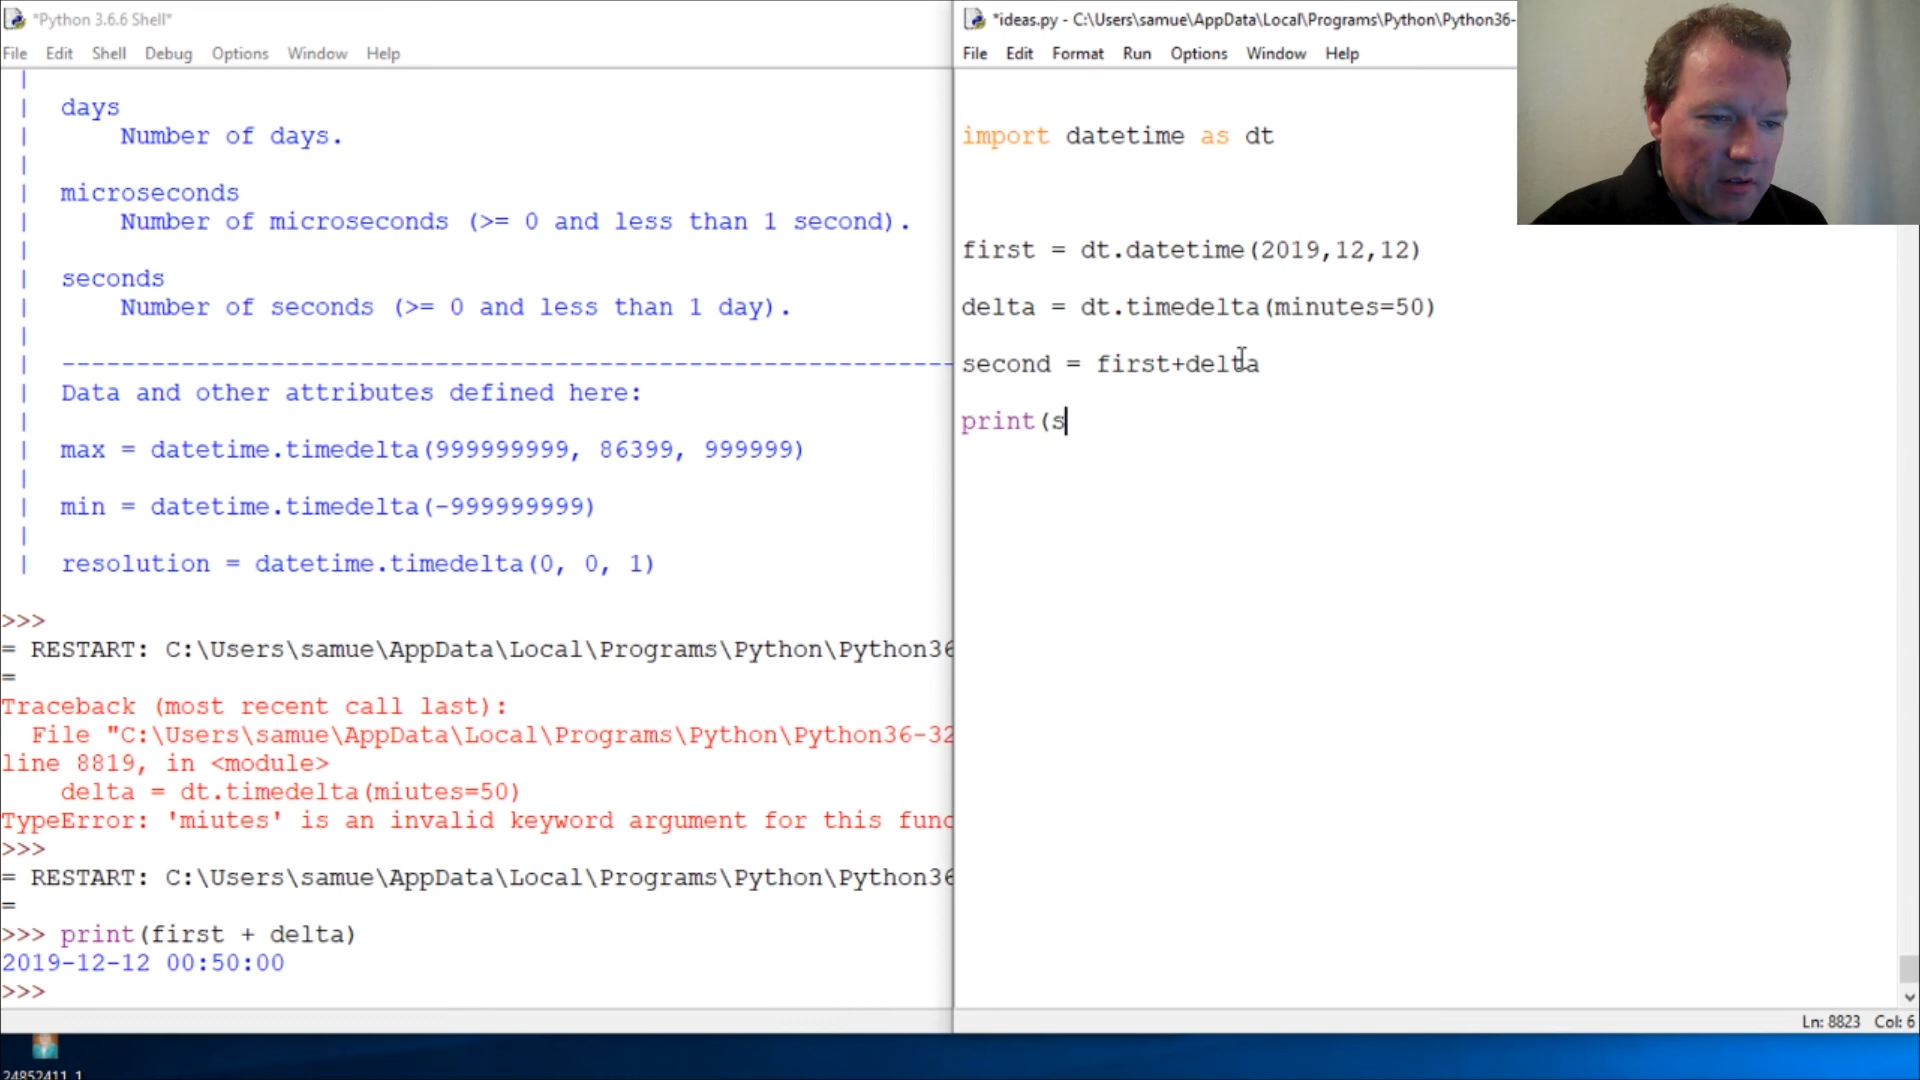 *Python 3.6.6 Shell*
File Edit Shell Debug Options Window Help
|
| days
| Number of days.
|
| microseconds
| Number of microseconds (>= 0 and less than 1 second).
|
| seconds
| Number of seconds (>= 0 and less than 1 day).
|
| ------------------------------------------------------------
| Data and other attributes defined here:
|
| max = datetime.timedelta(999999999, 86399, 999999)
|
| min = datetime.timedelta(-999999999)
|
| resolution = datetime.timedelta(0, 0, 1)
>>>
= RESTART: C:\Users\samue\AppData\Local\Programs\Python\Python36
=
Traceback (most recent call last):
File "C:\Users\samue\AppData\Local\Programs\Python\Python36-32
line 8819, in <module>
delta = dt.timedelta(miutes=50)
TypeError: 'miutes' is an invalid keyword argument for this func
>>>
= RESTART: C:\Users\samue\AppData\Local\Programs\Python\Python36
=
>>> print(first + delta)
2019-12-12 00:50:00
>>>
24852411_1
*ideas.py - C:\Users\samue\AppData\Local\Programs\Python\Python36-
File Edit Format Run Options Window Help
import datetime as dt
first = dt.datetime(2019,12,12)
delta = dt.timedelta(minutes=50)
second = first+delta
print(s
Ln: 8823 Col: 6